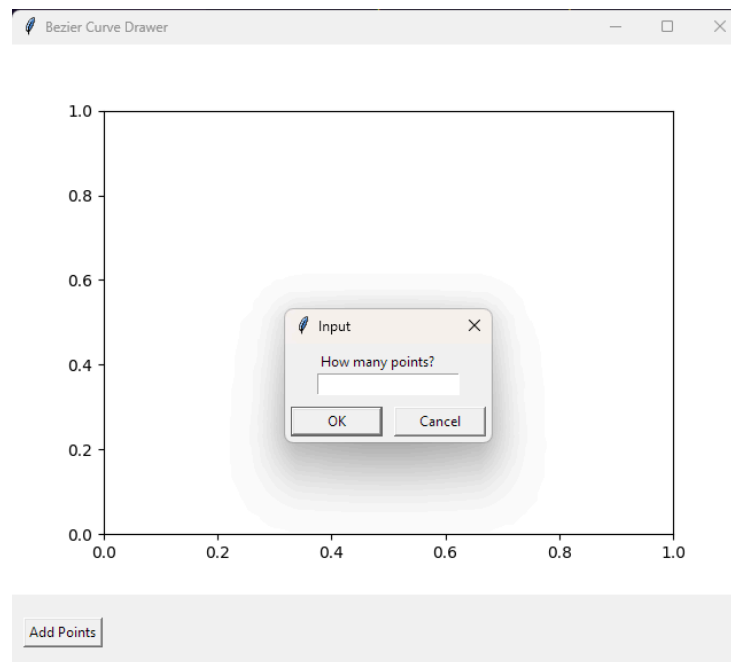 Bezier Curve Drawer
1.0
0.8
0.6
0.4
0.2
0.0
0.0 0.2 0.4 0.6 0.8 1.0
Input
How many points?
OK Cancel
Add Points